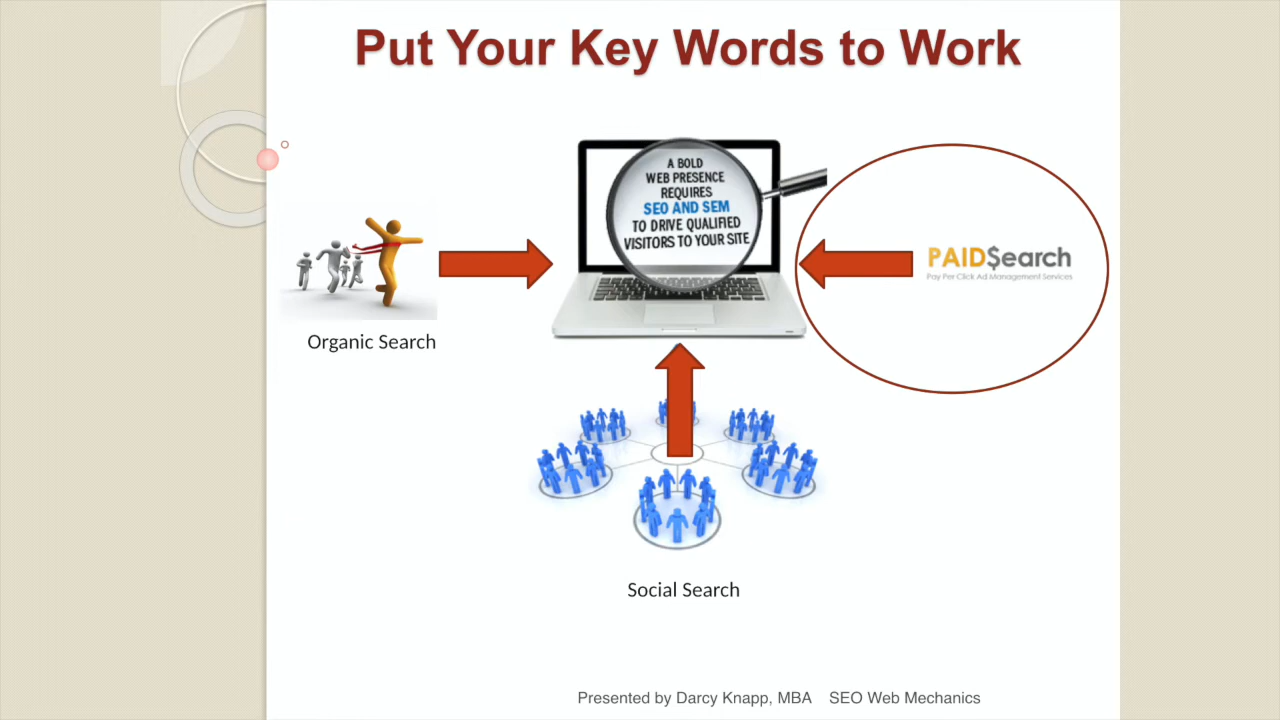 Put Your Key Words to Work
A BOLD
WEB PRESENCE
REQUIRES
SEO AND SEM
TO DRIVE QUALIFIED
VISITORS TO YOUR SITE
PAID$earch
Pay Per Click Ad Management Services
Organic Search
Social Search
Presented by Darcy Knapp, MBA SEO Web Mechanics